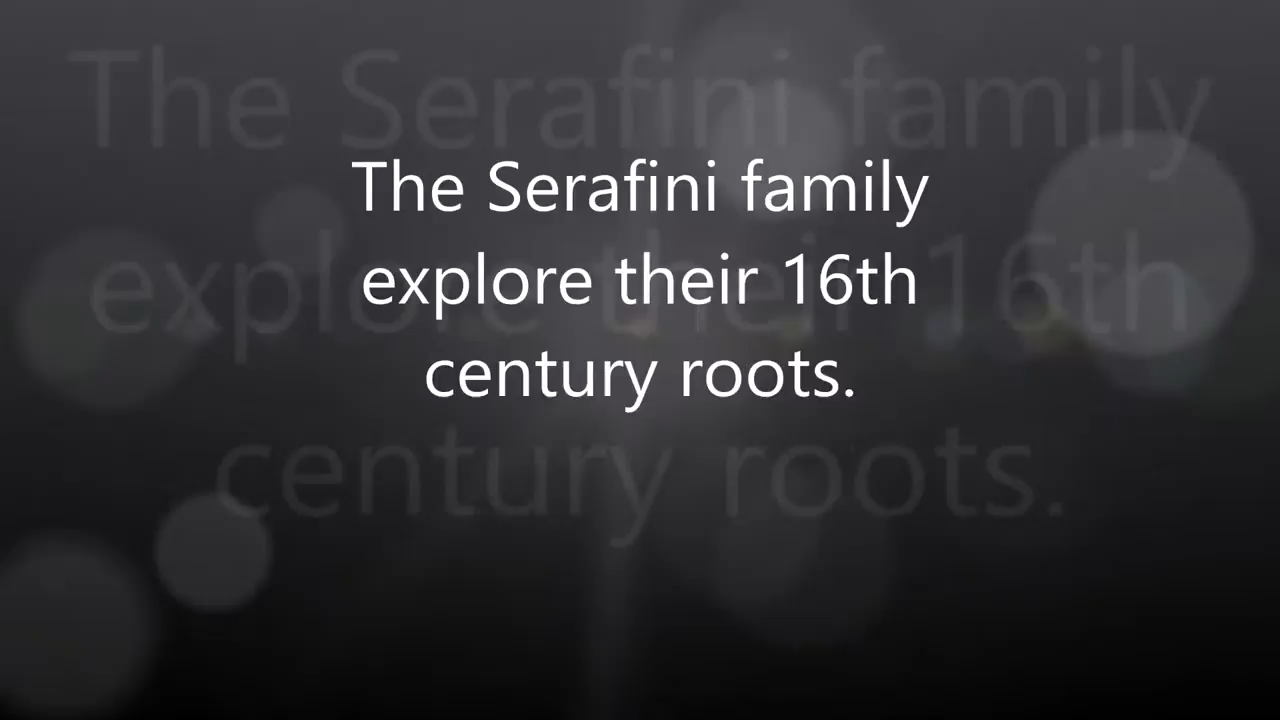 The Serafini family
explore their 16th
century roots.